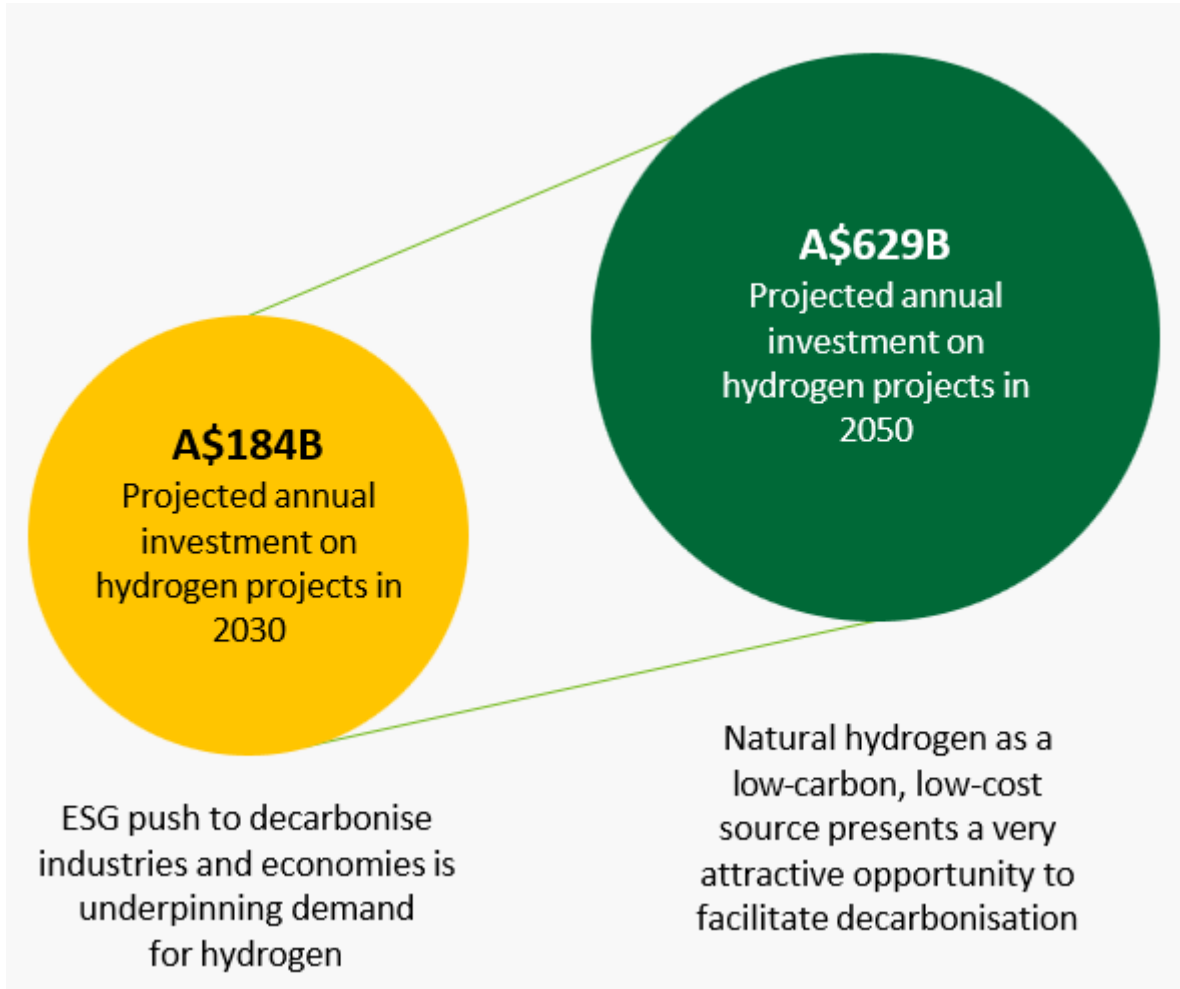 A$184B
Projected annual
investment on
hydrogen projects in
2030
A$629B
Projected annual
investment on
hydrogen projects in
2050
ESG push to decarbonise
industries and economies is
underpinning demand
for hydrogen
Natural hydrogen as a
low-carbon, low-cost
source presents a very
attractive opportunity to
facilitate decarbonisation